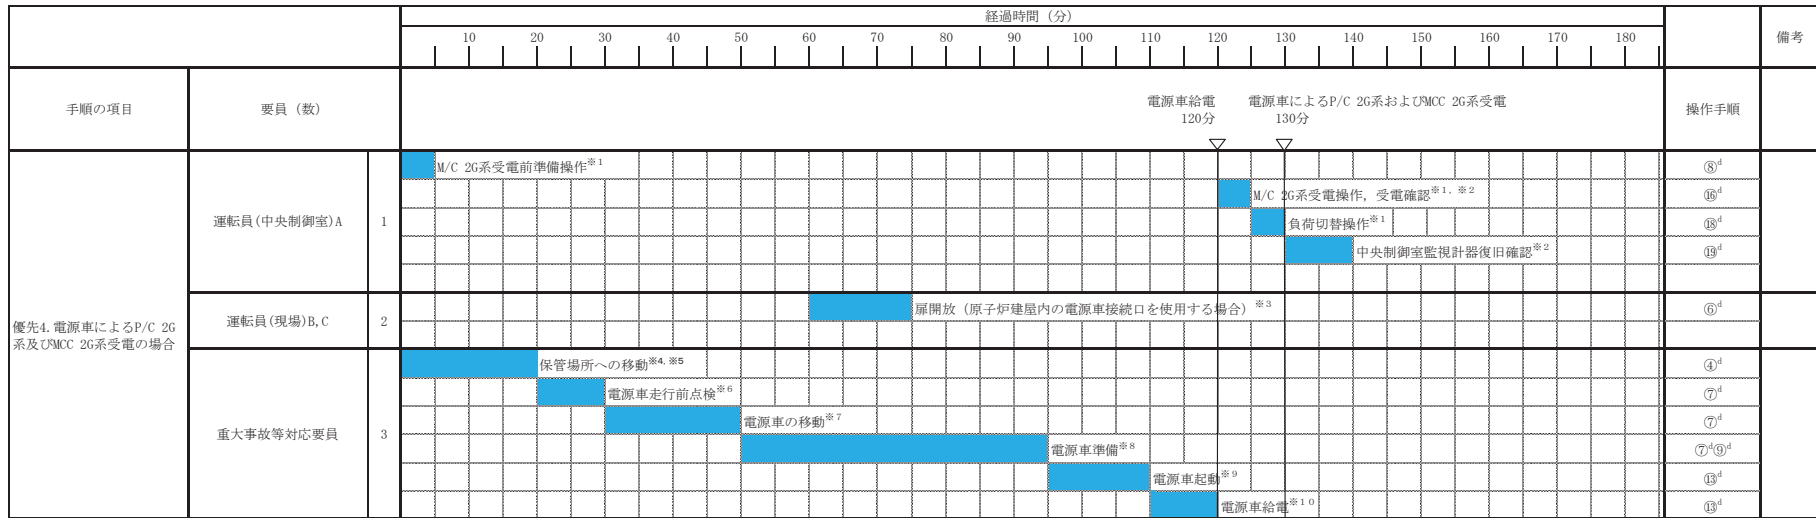 経過時間（分）
備考
10 20 30 40 50 60 70 80 90 100 110 120 130 140 150 160 170 180
手順の項目
要員（数）
電源車給電
120分
電源車によるP/C 2G系およびMCC 2G系受電
130分
操作手順
優先4.電源車によるP/C 2G
系及びMCC 2G系受電の場合
運転員(中央制御室)A
1
M/C 2G系受電前準備操作※1
⑧d
M/C 2G系受電操作，受電確認※1，※2
⑯d
負荷切替操作※1
⑱d
中央制御室監視計器復旧確認※2
⑲d
運転員(現場)B,C
2
扉開放（原子炉建屋内の電源車接続口を使用する場合）※3
⑥d
重大事故等対応要員
3
保管場所への移動※4，※5
④d
電源車走行前点検※6
⑦d
電源車の移動※7
⑦d
電源車準備※8
⑦d⑨d
電源車起動※9
⑬d
電源車給電※10
⑬d